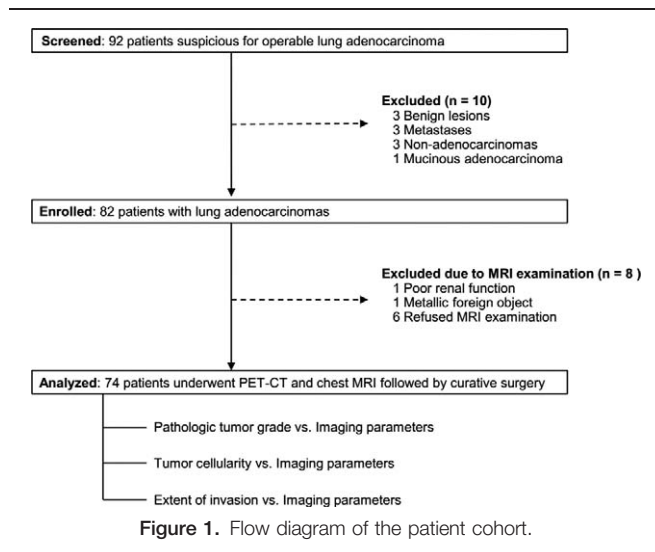 Screened: 92 patients suspicious for operable lung adenocarcinoma
Excluded (n = 10)
3 Benign lesions
3 Metastases
3 Non-adenocarcinomas
1 Mucinous adenocarcinoma
Enrolled: 82 patients with lung adenocarcinomas
Excluded due to MRI examination (n = 8 )
1 Poor renal function
1 Metallic foreign object
6 Refused MRI examination
Analyzed: 74 patients underwent PET-CT and chest MRI followed by curative surgery
Pathologic tumor grade vs. Imaging parameters
Tumor cellularity vs. Imaging parameters
Extent of invasion vs. Imaging parameters
Figure 1. Flow diagram of the patient cohort.